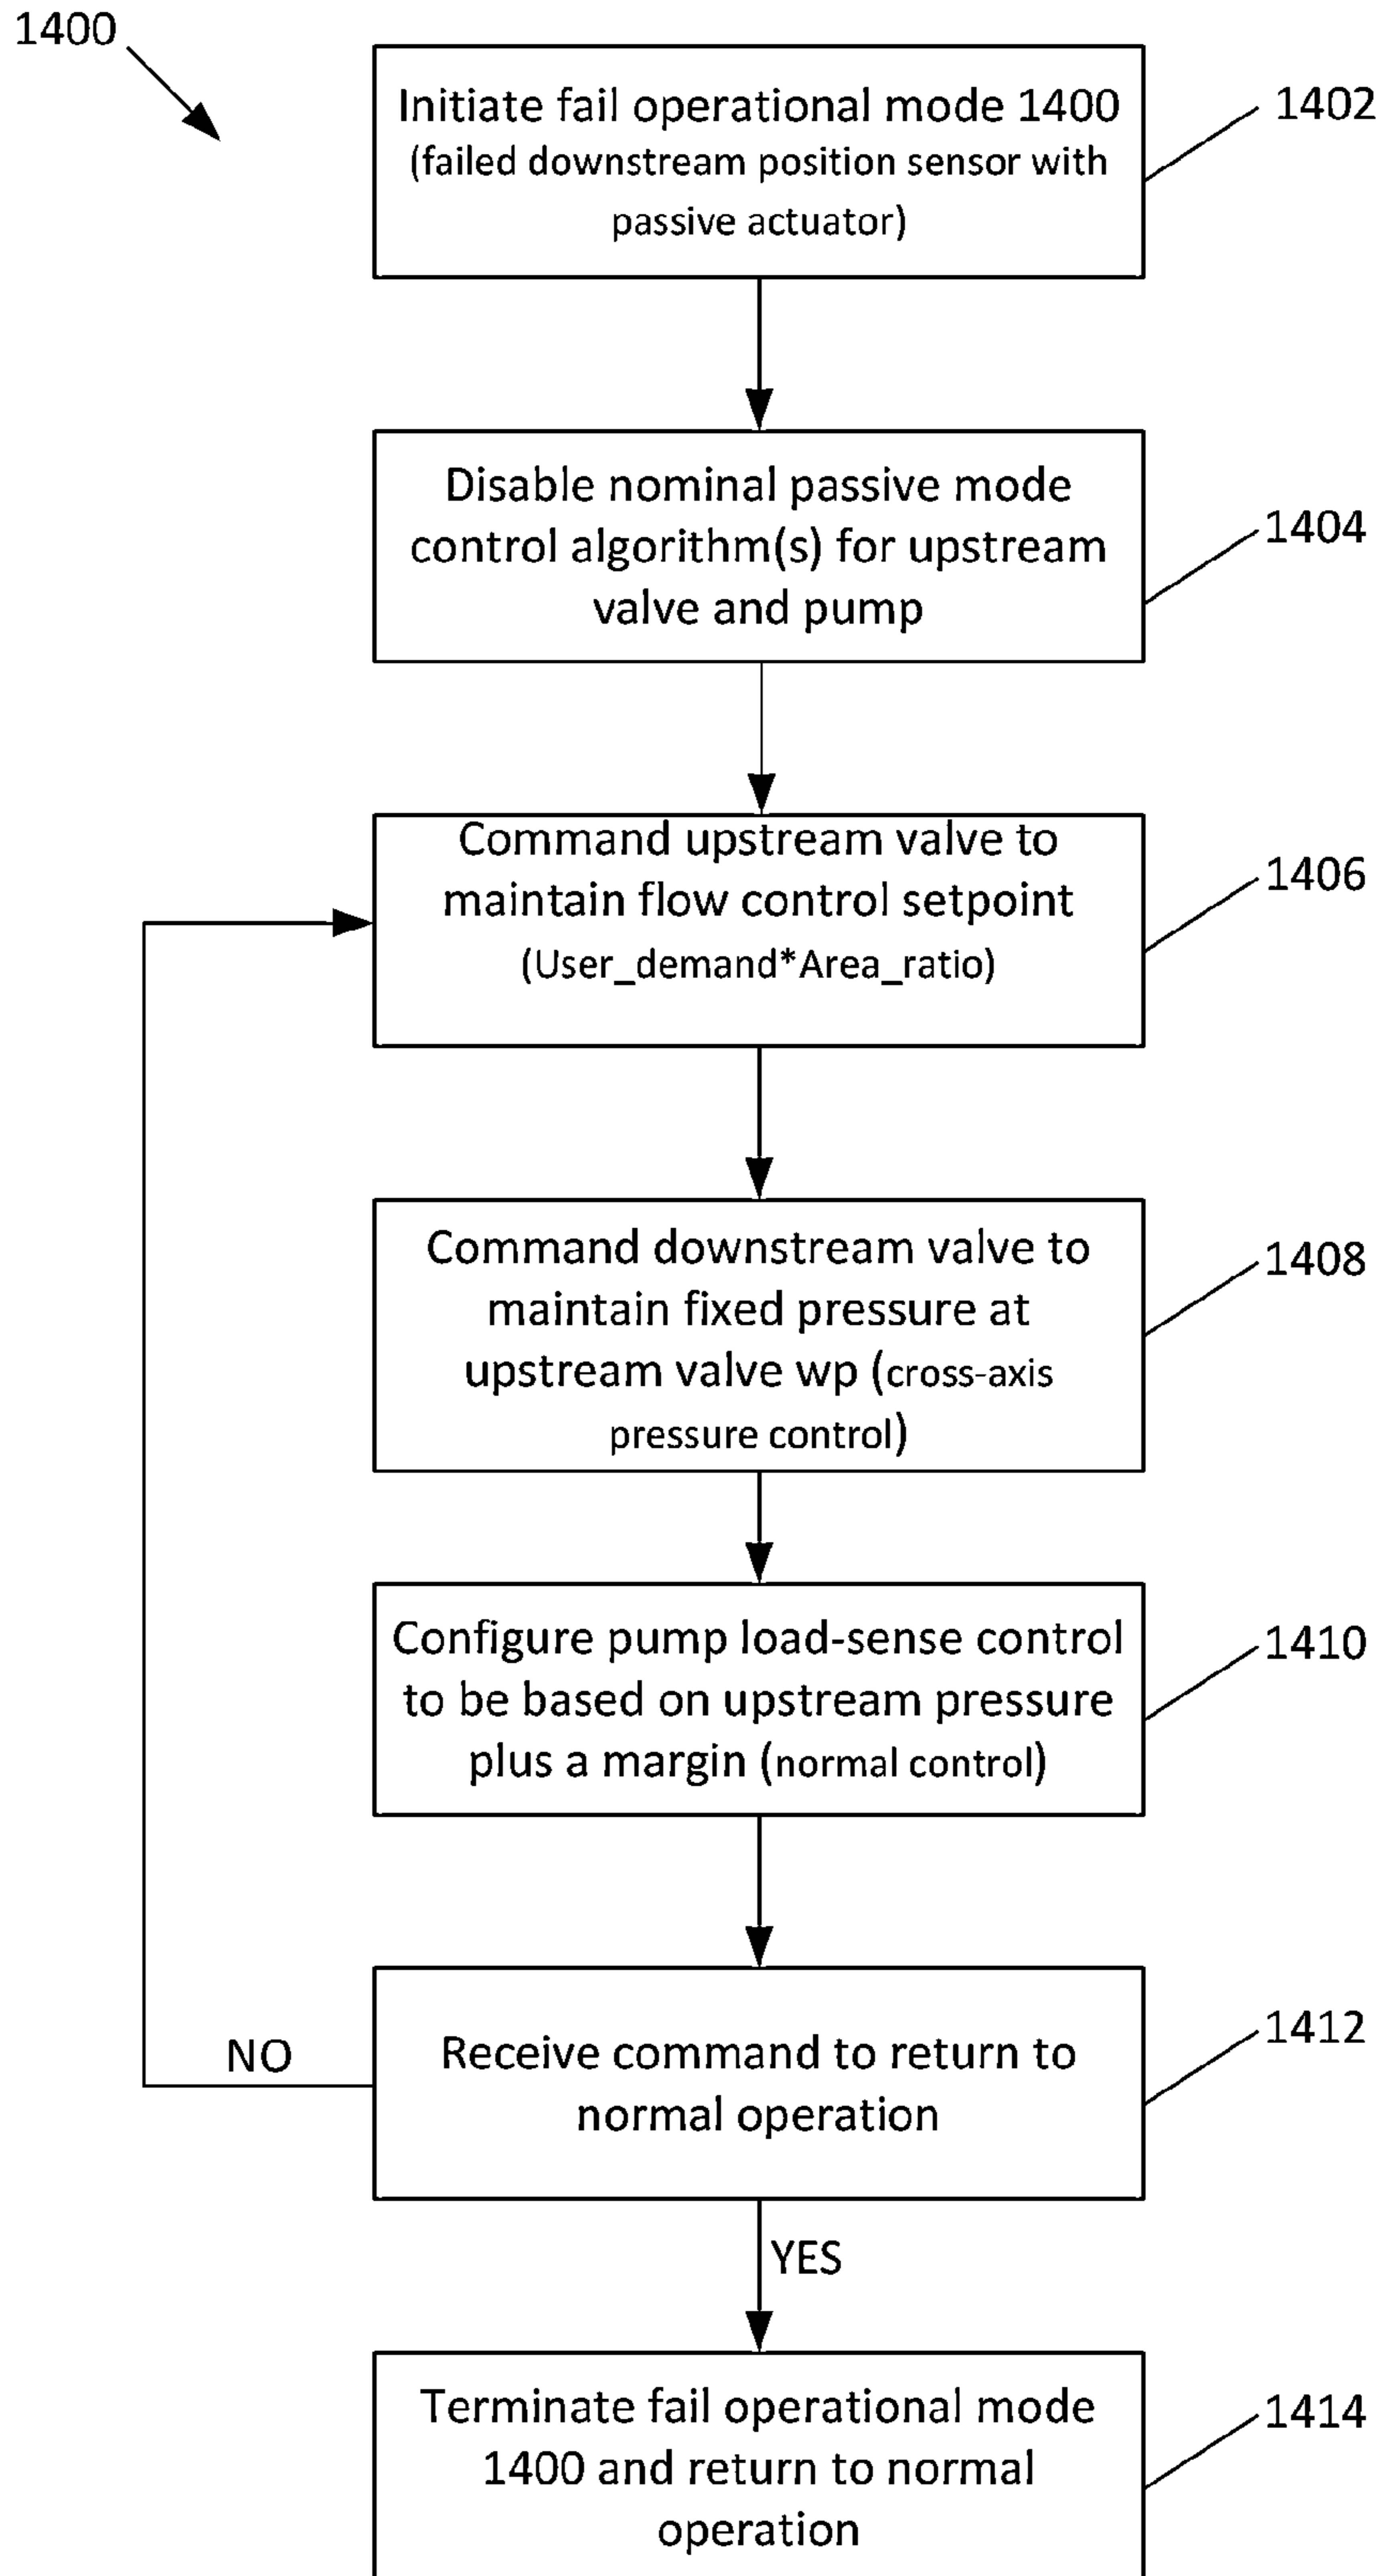 1400
Initiate fail operational mode 1400
(failed downstream position sensor with
passive actuator)
1402
Disable nominal passive mode
control algorithm(s) for upstream
valve and pump
1404
Command upstream valve to
maintain flow control setpoint
(User_demand*Area_ratio)
1406
Command downstream valve to
maintain fixed pressure at
upstream valve wp (cross-axis
pressure control)
1408
Configure pump load-sense control
to be based on upstream pressure
plus a margin (normal control)
1410
Receive command to return to
normal operation
1412
NO
YES
Terminate fail operational mode
1400 and return to normal
operation
1414